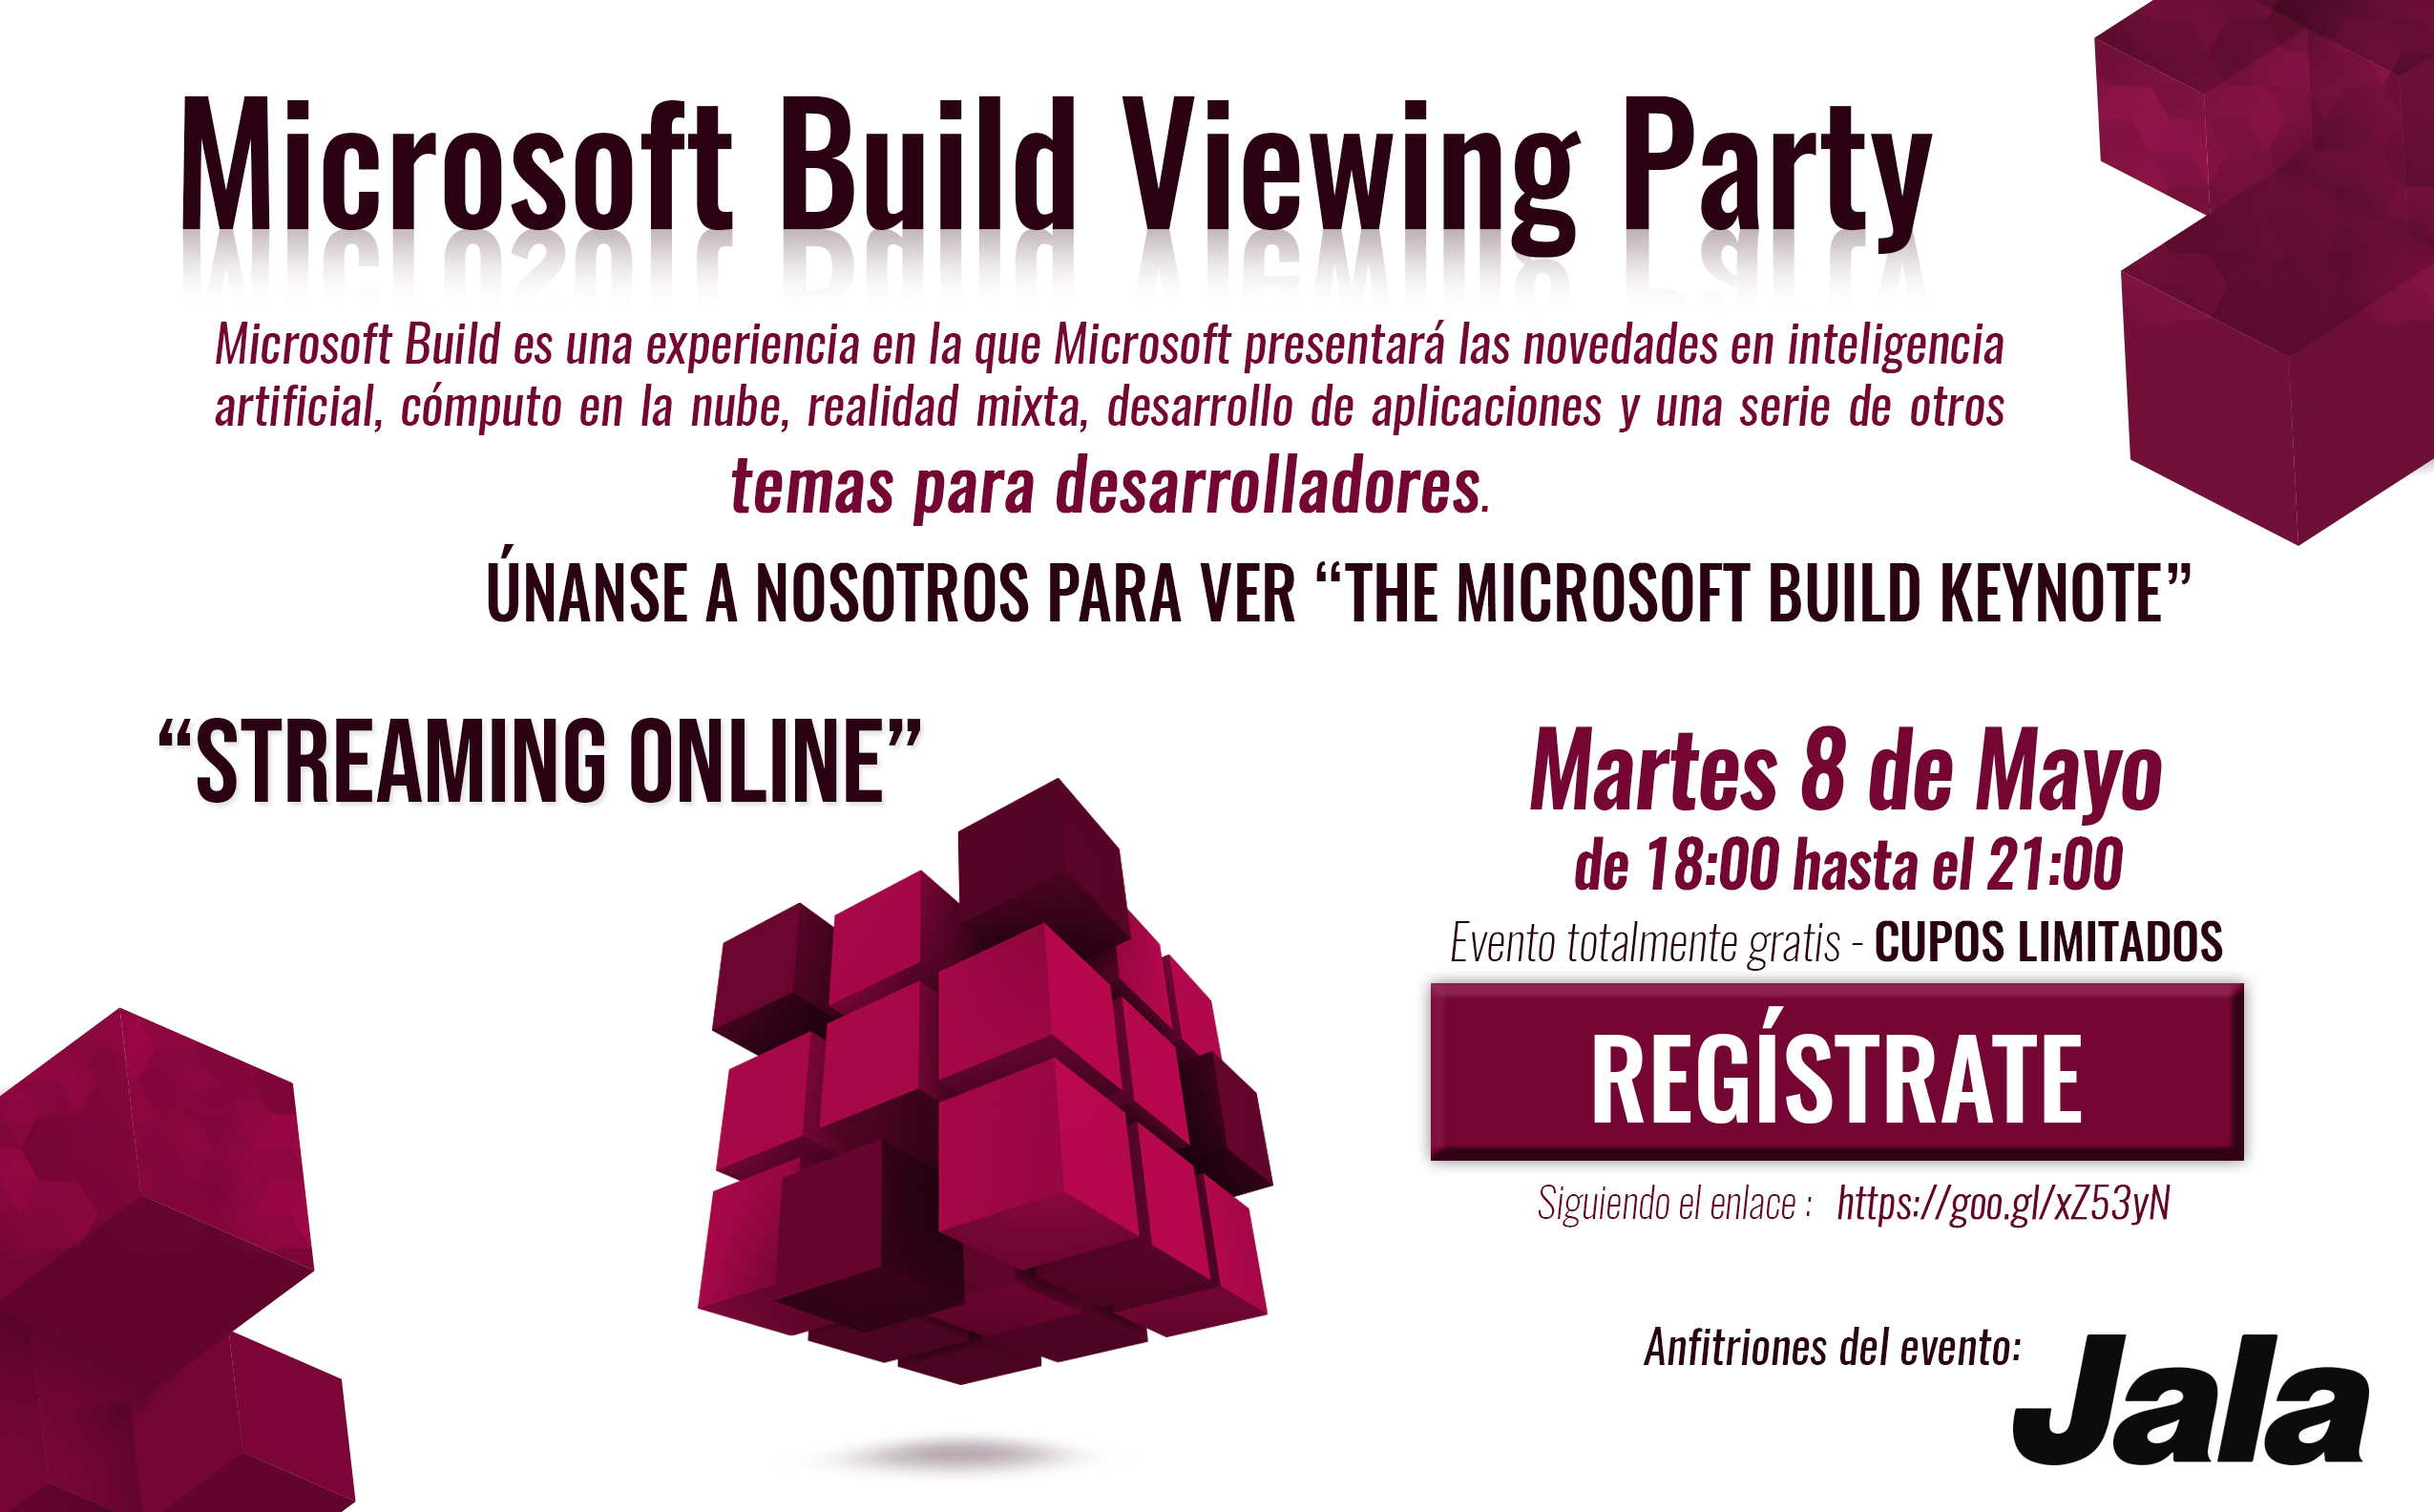 Microsoft Build Viewing Party
Microsoft Build es una experiencia en la que Microsoft presentará las novedades en inteligencia
artificial, cómputo en la nube, realidad mixta, desarrollo de aplicaciones y una serie de otros
temas para desarrolladores.
ÚNANSE A NOSOTROS PARA VER “THE MICROSOFT BUILD KEYNOTE”
“STREAMING ONLINE”
Martes 8 de Mayo
de 18:00 hasta el 21:00
Evento totalmente gratis - CUPOS LIMITADOS
REGÍSTRATE
Siguiendo el enlace : https://goo.gl/xZ53yN
Anfitriones del evento:
Jala